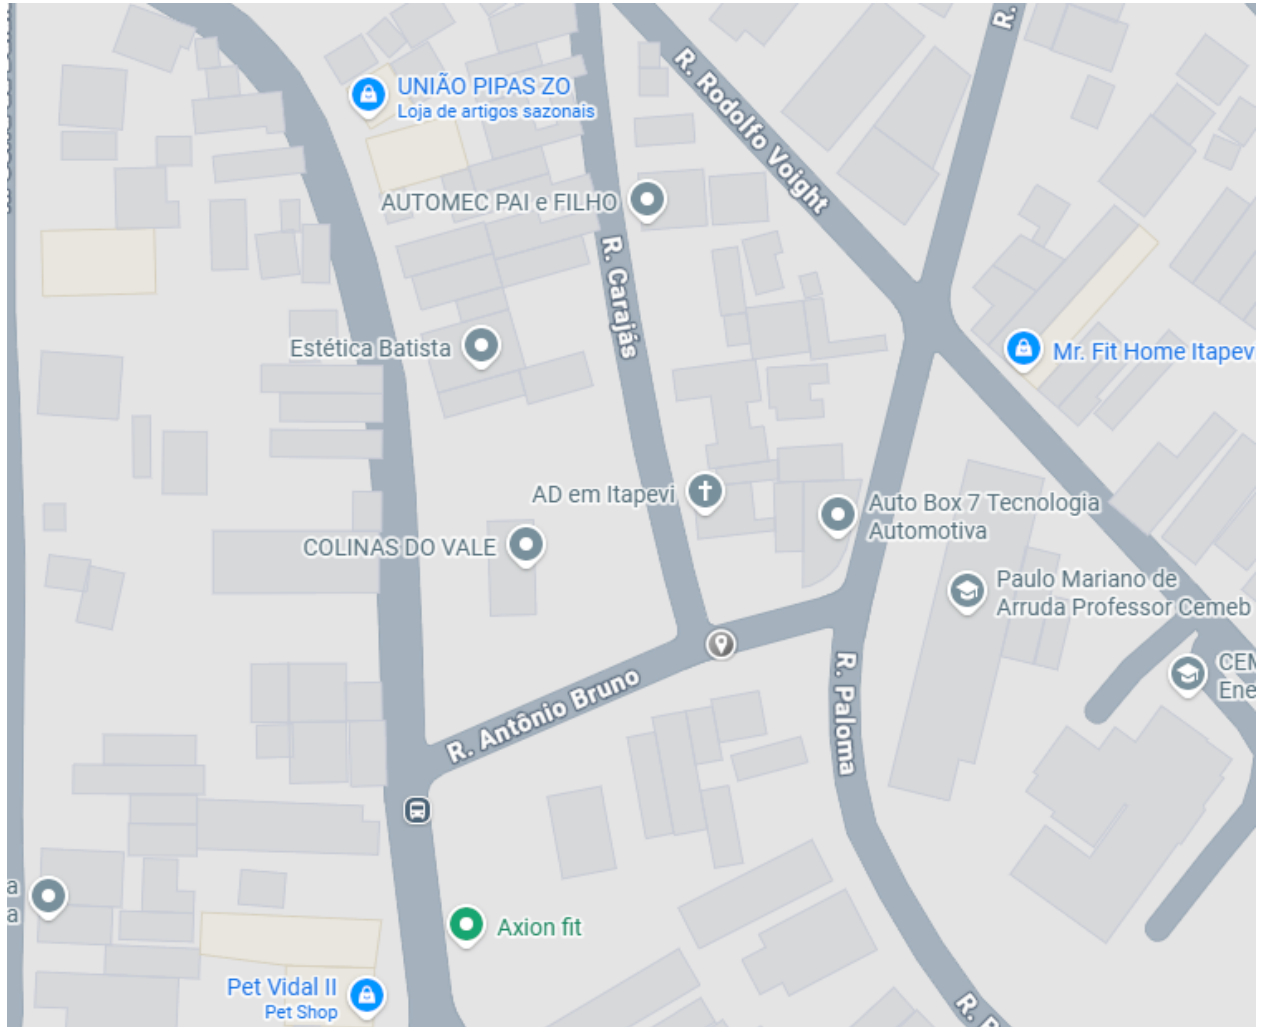 R.
R. Rodolfo Voight
UNIÃO PIPAS ZO
Loja de artigos sazonais
AUTOMEC PAI e FILHO
R. Carajás
Estética Batista
Mr. Fit Home Itapevi
AD em Itapevi
Auto Box 7 Tecnologia
Automotiva
COLINAS DO VALE
Paulo Mariano de
Arruda Professor Cemeb
CEM
Ene
R. Antônio Bruno
R. Paloma
a
a
Axion fit
Pet Vidal II
Pet Shop
R.